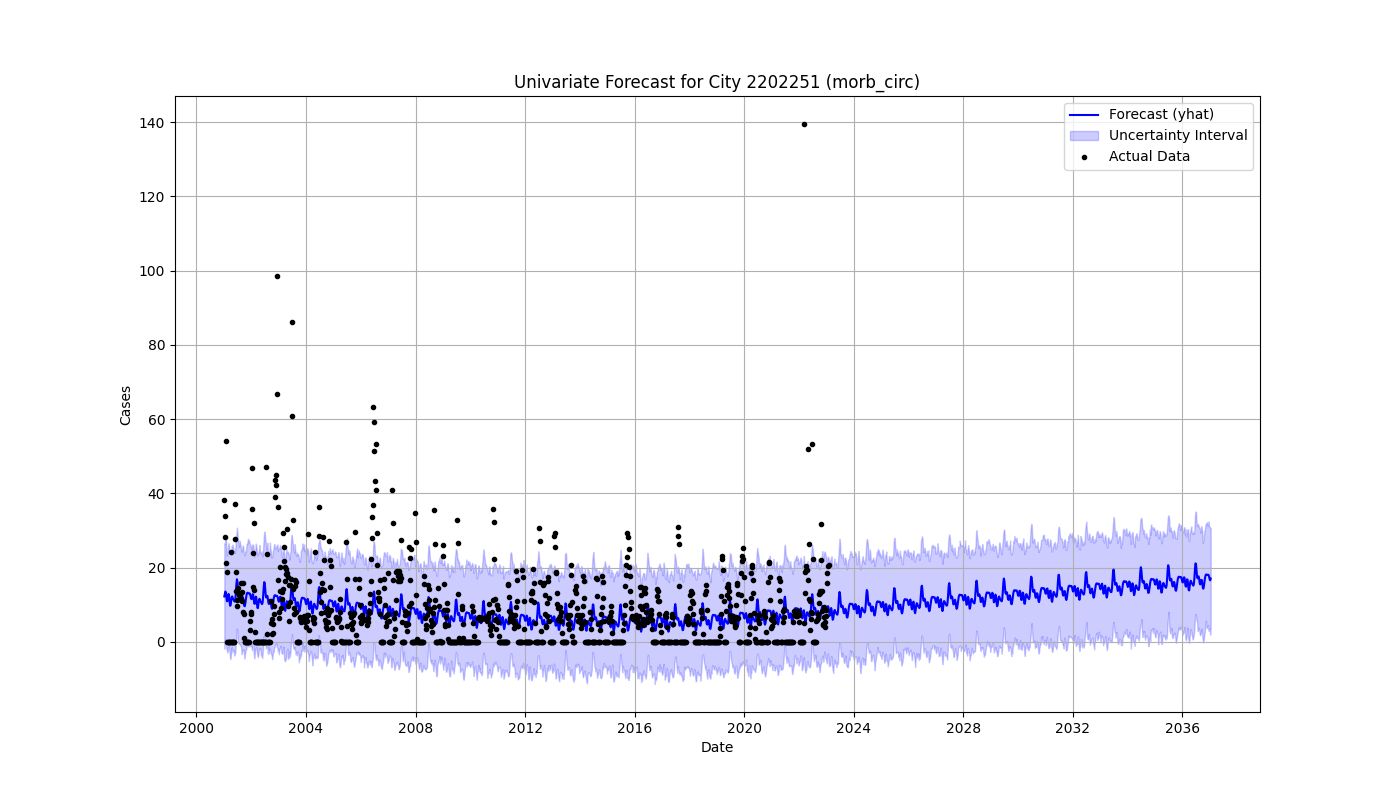 Univariate Forecast for City 2202251 (morb_circ)
Forecast (yhat)
Uncertainty Interval
Actual Data
Cases
140
120
100
80
60
40
20
0
2000 2004 2008 2012 2016 2020 2024 2028 2032 2036
Date